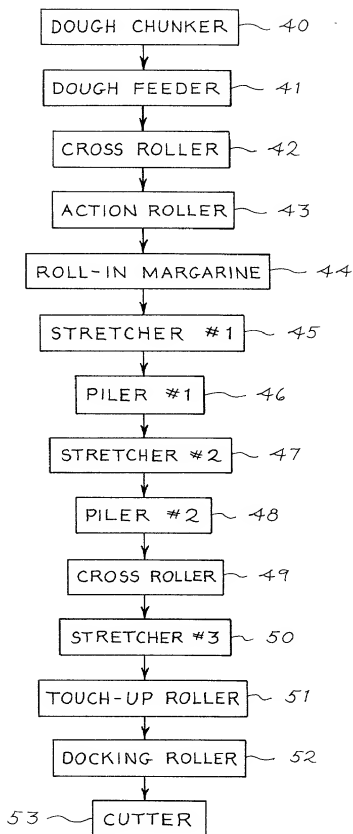 DOUGH CHUNKER 40
DOUGH FEEDER 41
CROSS ROLLER 42
ACTION ROLLER 43
ROLL-IN MARGARINE 44
STRETCHER #1 45
PILER #1 46
STRETCHER #2 47
PILER #2 48
CROSS ROLLER 49
STRETCHER #3 50
TOUCH-UP ROLLER 51
DOCKING ROLLER 52
53 CUTTER